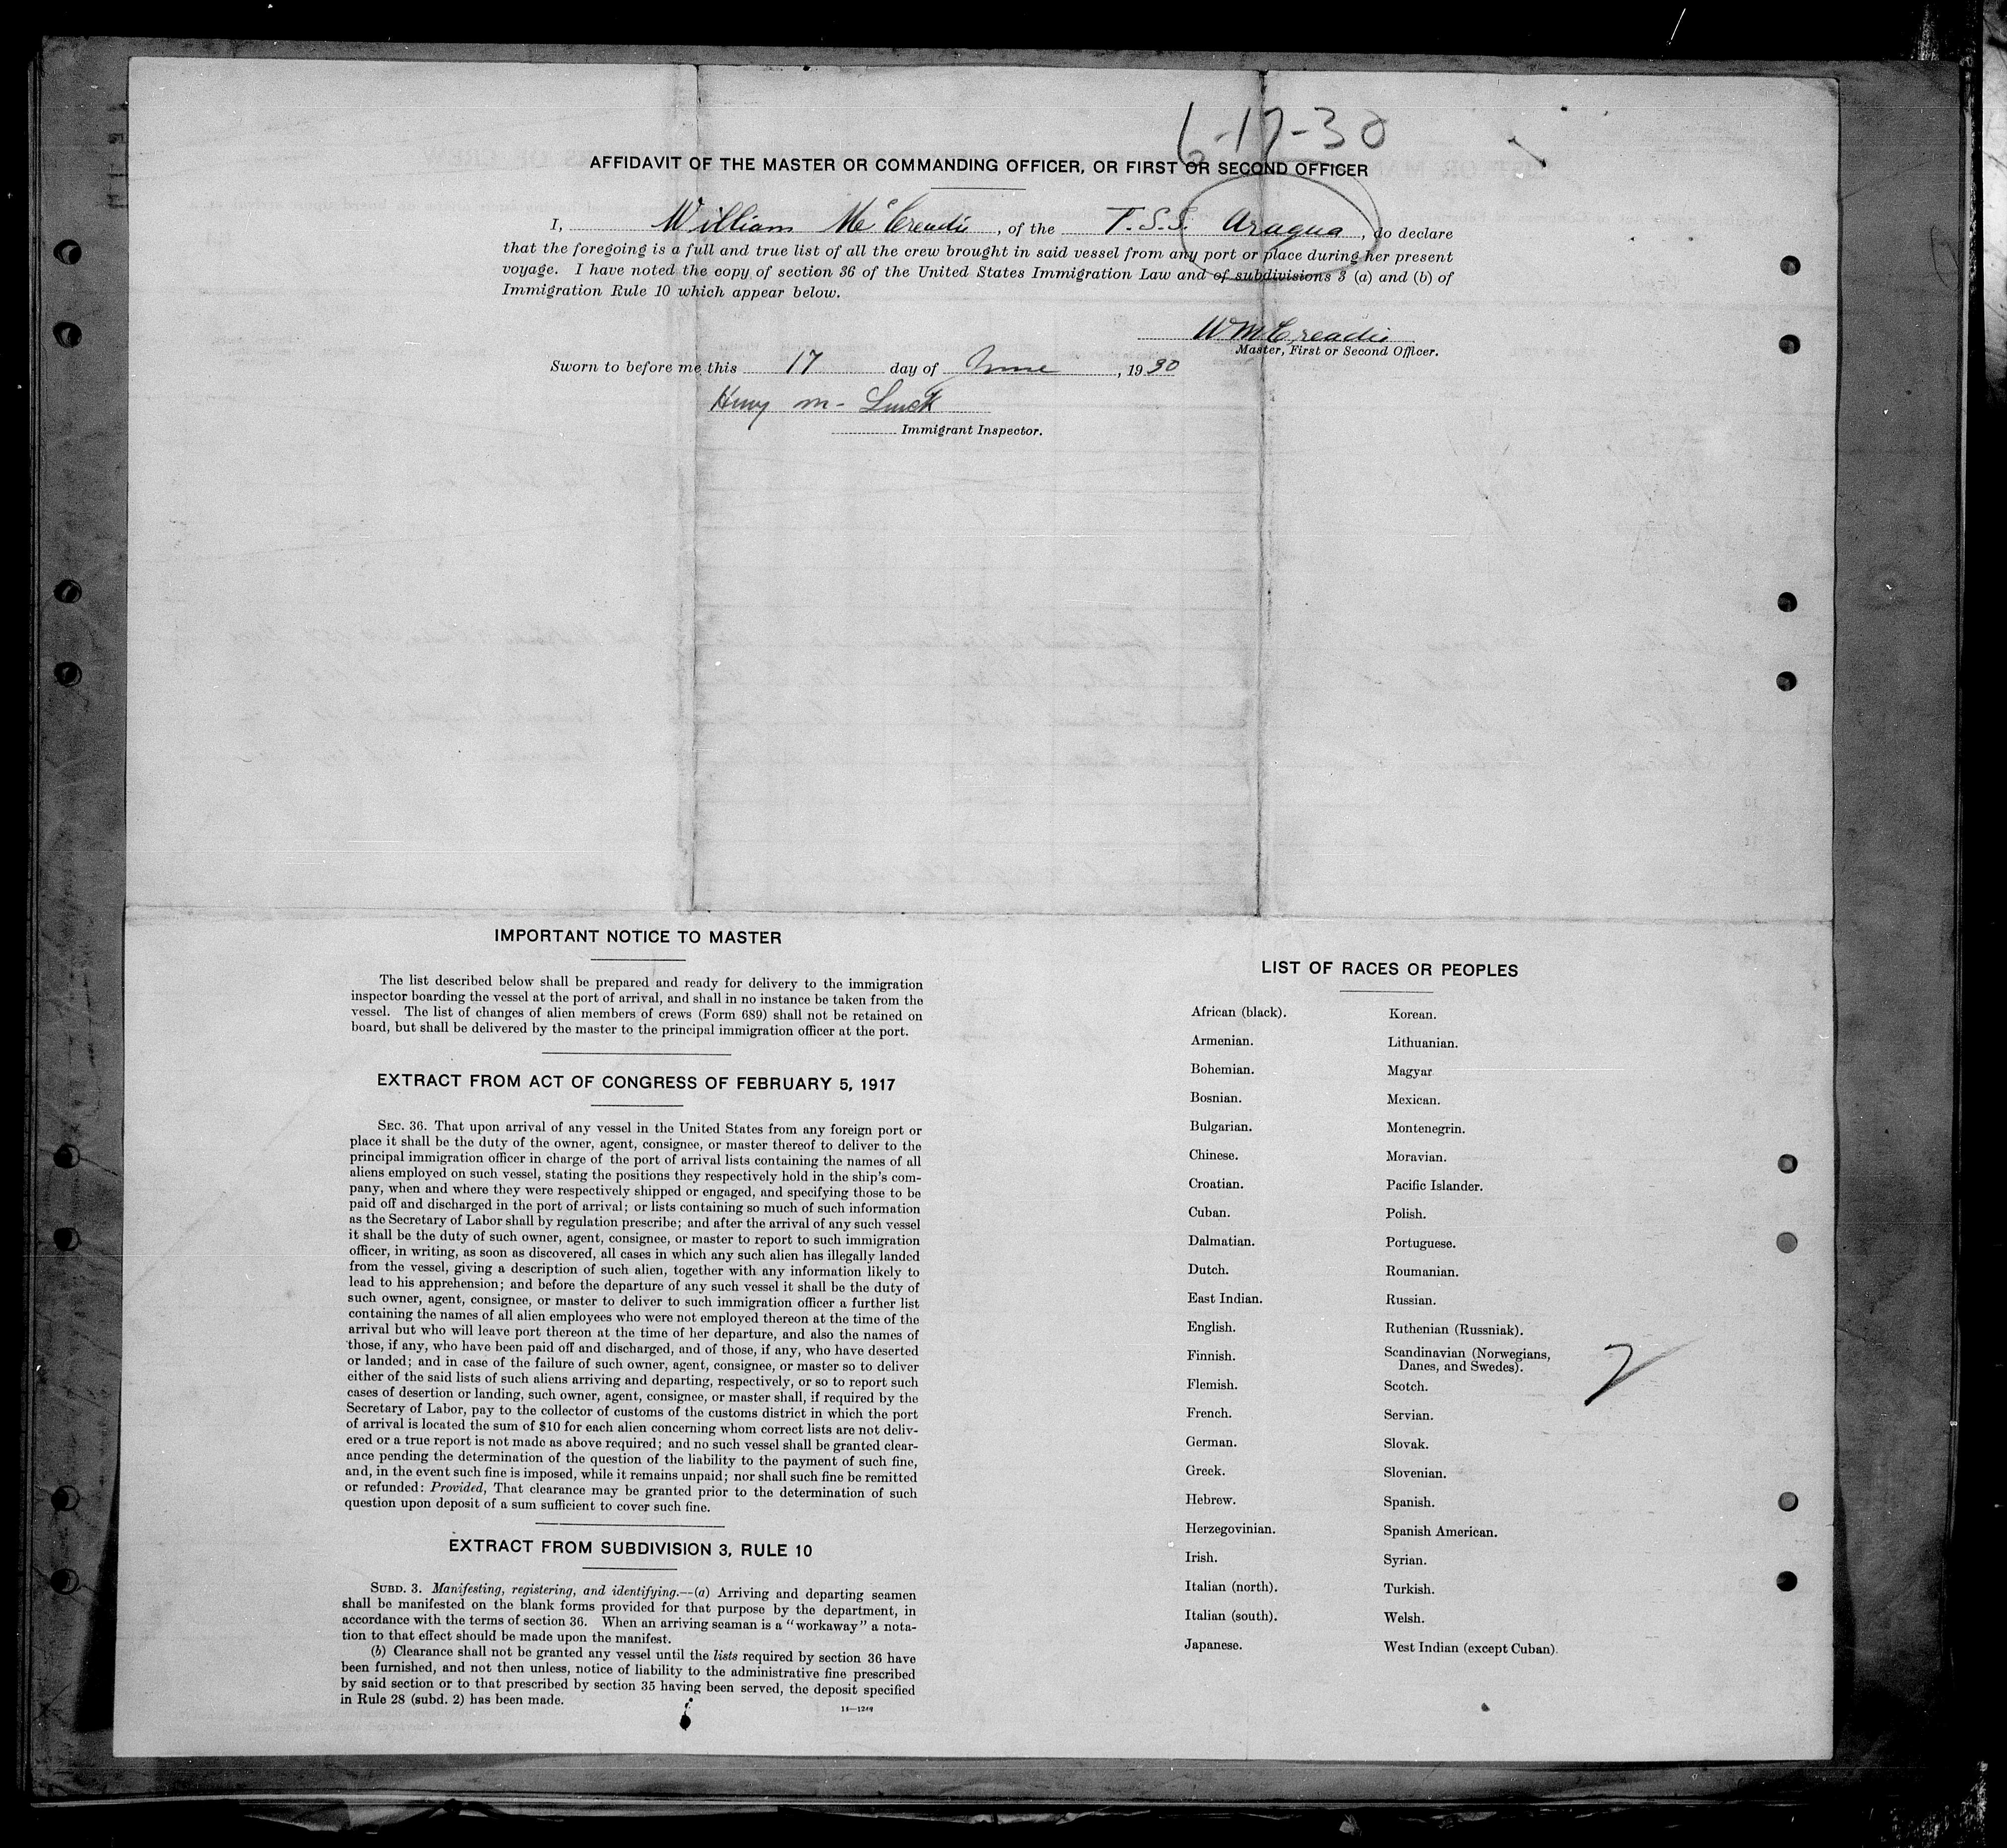 6-17-30
AFFIDAVIT OF THE MASTER OR COMMANDING OFFICER, OR FIRST OR SECOND OFFICER
I, William McCreadie, of the T.S.S. Aragua, do declare
that the foregoing is a full and true list of all the crew brought in said vessel from any port or place during her present
voyage. I have noted the copy of section 36 of the United States Immigration Law and of subdivisions 3 (a) and (b) of
Immigration Rule 10 which appear below.
W McCreadie
Master, First or Second Officer.
Sworn to before me this 17 day of June, 1930
Henry M-
Immigrant Inspector.
IMPORTANT NOTICE TO MASTER
The list described below shall be prepared and ready for delivery to the immigration
inspector boarding the vessel at the port of arrival, and shall in no instance be taken from the
vessel. The list of changes of alien members of crews (Form 689) shall not be retained on
board, but shall be delivered by the master to the principal immigration officer at the port.
EXTRACT FROM ACT OF CONGRESS OF FEBRUARY 5, 1917
SEC. 36. That upon arrival of any vessel in the United States from any foreign port or
place it shall be the duty of the owner, agent, consignee, or master thereof to deliver to the
principal immigration officer in charge of the port of arrival lists containing the names of all
aliens employed on such vessel, stating the positions they respectively hold in the ship's com-
pany, when and where they were respectively shipped or engaged, and specifying those to be
paid off and discharged in the port of arrival; or lists containing so much of such information
as the Secretary of Labor shall by regulation prescribe; and after the arrival of any such vessel
it shall be the duty of such owner, agent, consignee, or master to report to such immigration
officer, in writing, as soon as discovered, all cases in which any such alien has illegally landed
from the vessel, giving a description of such alien, together with any information likely to
lead to his apprehension; and before the departure of any such vessel it shall be the duty of
such owner, agent, consignee, or master to deliver to such immigration officer a further list
containing the names of all alien employees who were not employed thereon at the time of the
arrival but who will leave port thereon at the time of her departure, and also the names of
those, if any, who have been paid off and discharged, and of those, if any, who have deserted
or landed; and in case of the failure of such owner, agent, consignee, or master so to deliver
either of the said lists of such aliens arriving and departing, respectively, or so to report such
cases of desertion or landing, such owner, agent, consignee, or master shall, if required by the
Secretary of Labor, pay to the collector of customs of the customs district in which the port
of arrival is located the sum of $10 for each alien concerning whom correct lists are not deliv-
ered or a true report is not made as above required; and no such vessel shall be granted clear-
ance pending the determination of the question of the liability to the payment of such fine,
and, in the event such fine is imposed, while it remains unpaid; nor shall such fine be remitted
or refunded: Provided, That clearance may be granted prior to the determination of such
question upon deposit of a sum sufficient to cover such fine.
EXTRACT FROM SUBDIVISION 3, RULE 10
SUBD. 3. Manifesting, registering, and identifying.--(a) Arriving and departing seamen
shall be manifested on the blank forms provided for that purpose by the department, in
accordance with the terms of section 36. When an arriving seaman is a "workaway" a nota-
tion to that effect should be made upon the manifest.
(b) Clearance shall not be granted any vessel until the lists required by section 36 have
been furnished, and not then unless, notice of liability to the administrative fine prescribed
by said section or to that prescribed by section 35 having been served, the deposit specified
in Rule 28 (subd. 2) has been made.
LIST OF RACES OR PEOPLES
African (black).
Armenian.
Bohemian.
Bosnian.
Bulgarian.
Chinese.
Croatian.
Cuban.
Dalmatian.
Dutch.
East Indian.
English.
Finnish.
Flemish.
French.
German.
Greek.
Hebrew.
Herzegovinian.
Irish.
Italian (north).
Italian (south).
Japanese.
Korean.
Lithuanian.
Magyar
Mexican.
Montenegrin.
Moravian.
Pacific Islander.
Polish.
Portuguese.
Roumanian.
Russian.
Ruthenian (Russniak).
Scandinavian (Norwegians,
Danes, and Swedes).
Scotch.
Servian.
Slovak.
Slovenian.
Spanish.
Spanish American.
Syrian.
Turkish.
Welsh.
West Indian (except Cuban).
2